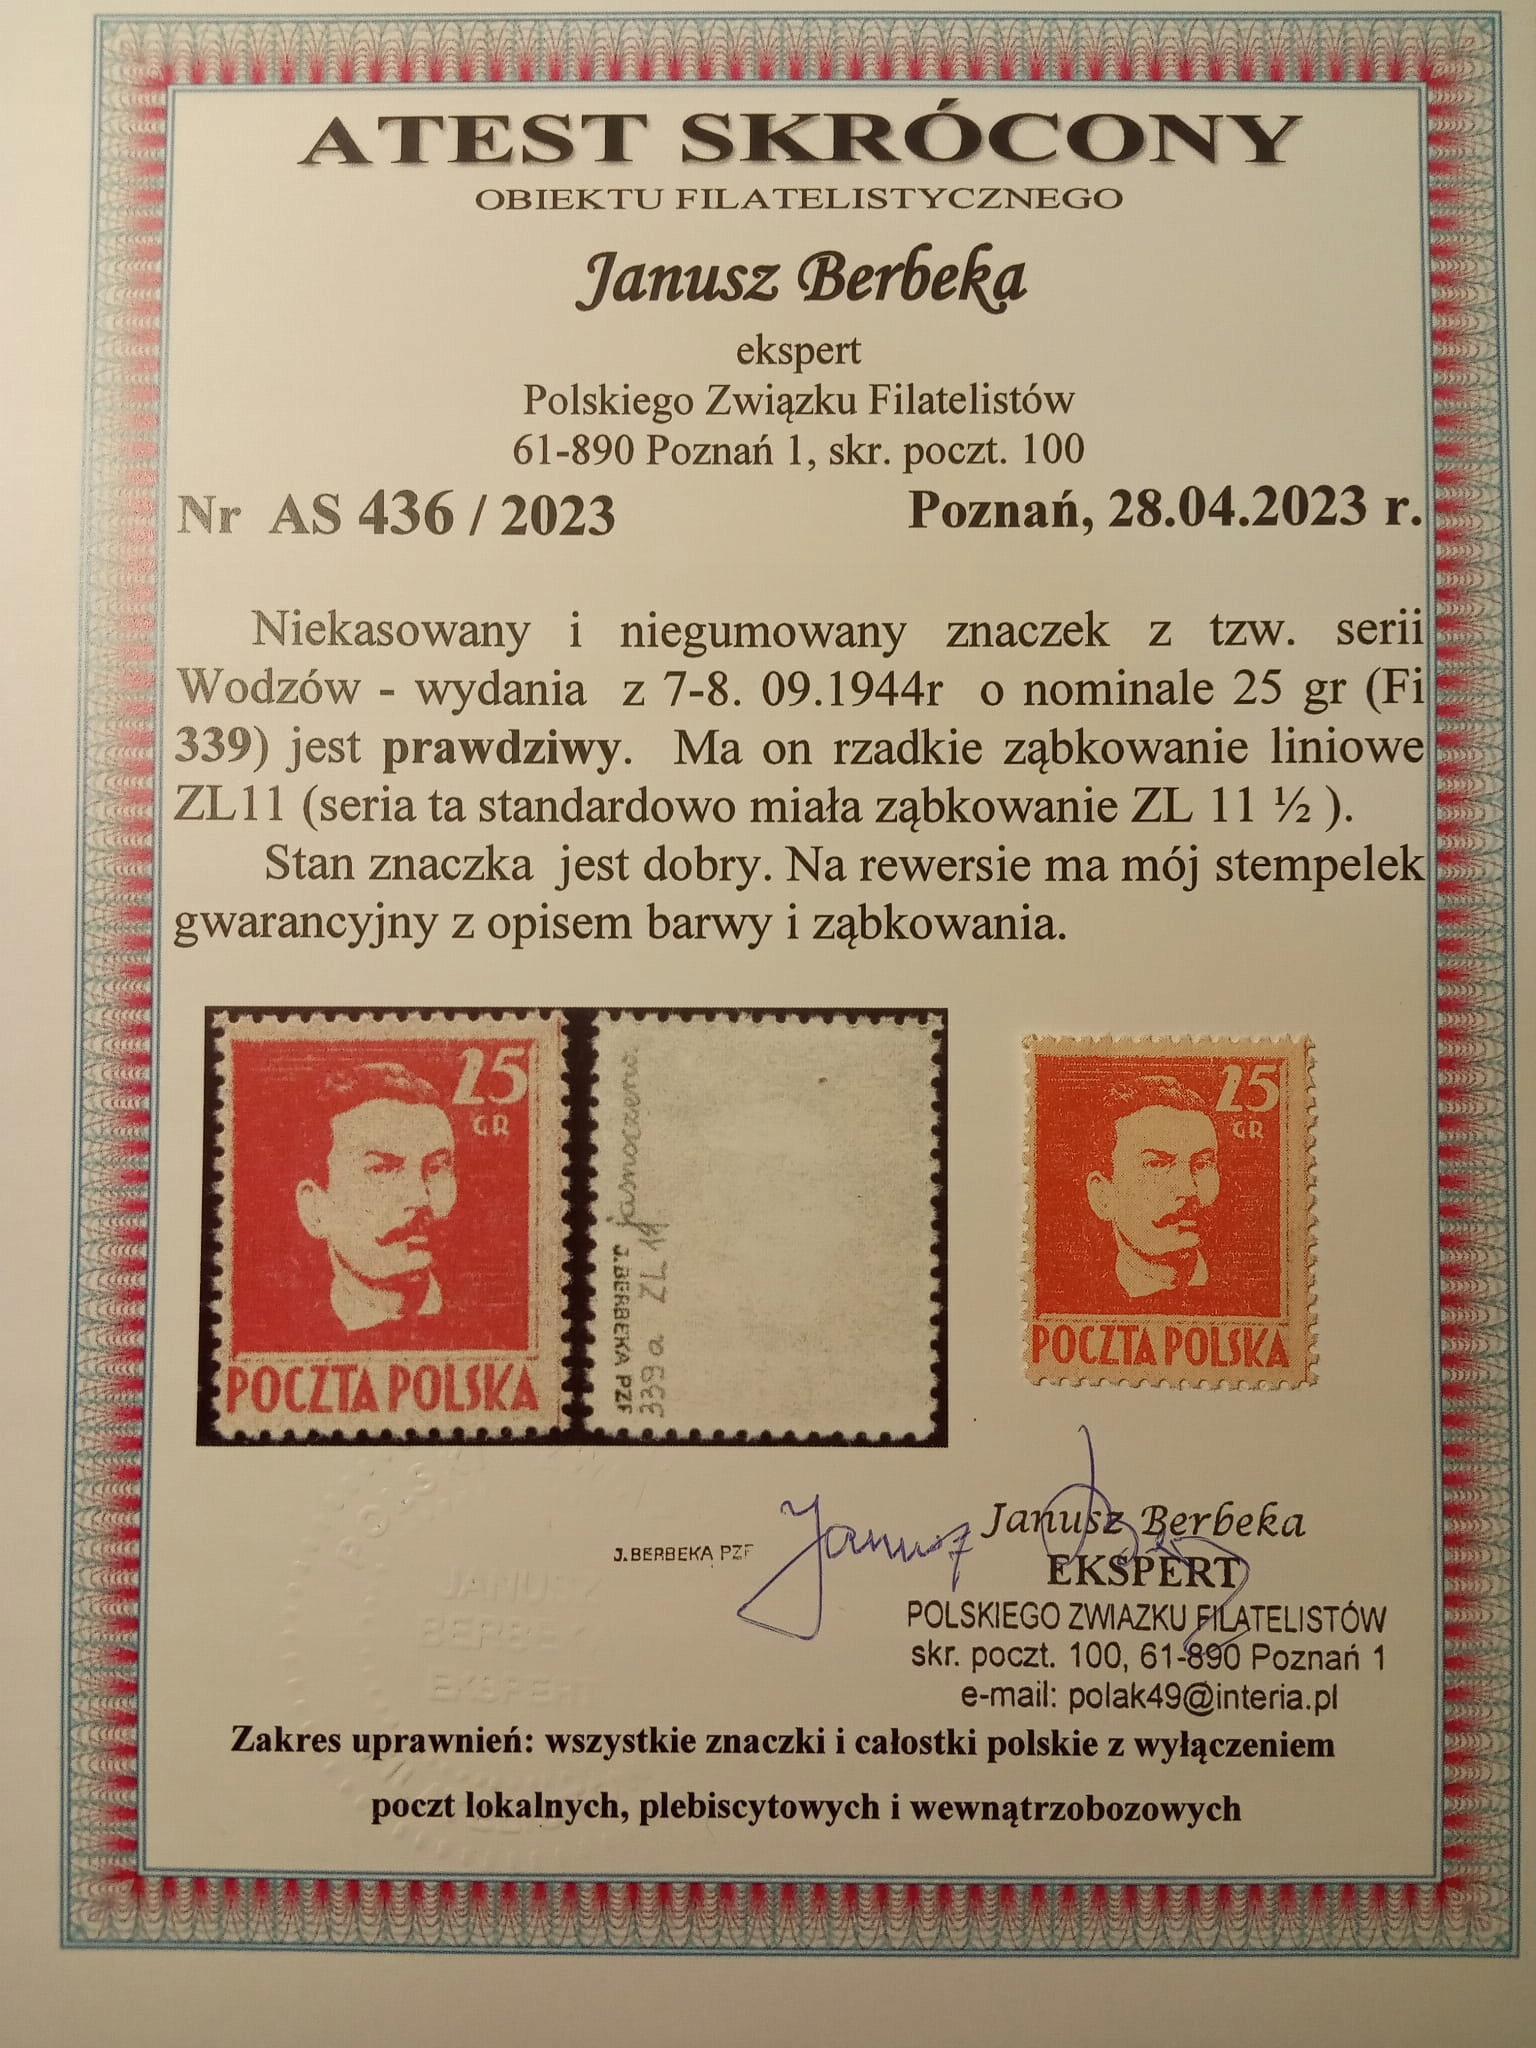 ATEST SKRÓCONY
OBIEKTU FILATELISTYCZNEGO
Janusz Berbeka
ekspert
Polskiego Związku Filatelistów
61-890 Poznań 1, skr. poczt. 100
Nr AS 436 / 2023 Poznań, 28.04.2023 r.
Niekasowany i niegumowany znaczek z tzw. serii
Wodzów - wydania z 7-8. 09.1944r o nominale 25 gr (Fi
339) jest prawdziwy. Ma on rzadkie ząbkowanie liniowe
ZL11 (seria ta standardowo miała ząbkowanie ZL 11 ½ ).
Stan znaczka jest dobry. Na rewersie ma mój stempelek
gwarancyjny z opisem barwy i ząbkowania.
25
GR
POCZTA POLSKA
jasnoczerw.
J.BERBEKA PZF
339a ZL 11
25
GR
POCZTA POLSKA
J.BERBEKA PZF
Janusz
Janusz Berbeka
EKSPERT
POLSKIEGO ZWIAZKU FILATELISTÓW
skr. poczt. 100, 61-890 Poznań 1
e-mail: polak49@interia.pl
JANUSZ
BERBEKA
EKSPERT
Zakres uprawnień: wszystkie znaczki i całostki polskie z wyłączeniem
poczt lokalnych, plebiscytowych i wewnątrzobozowych